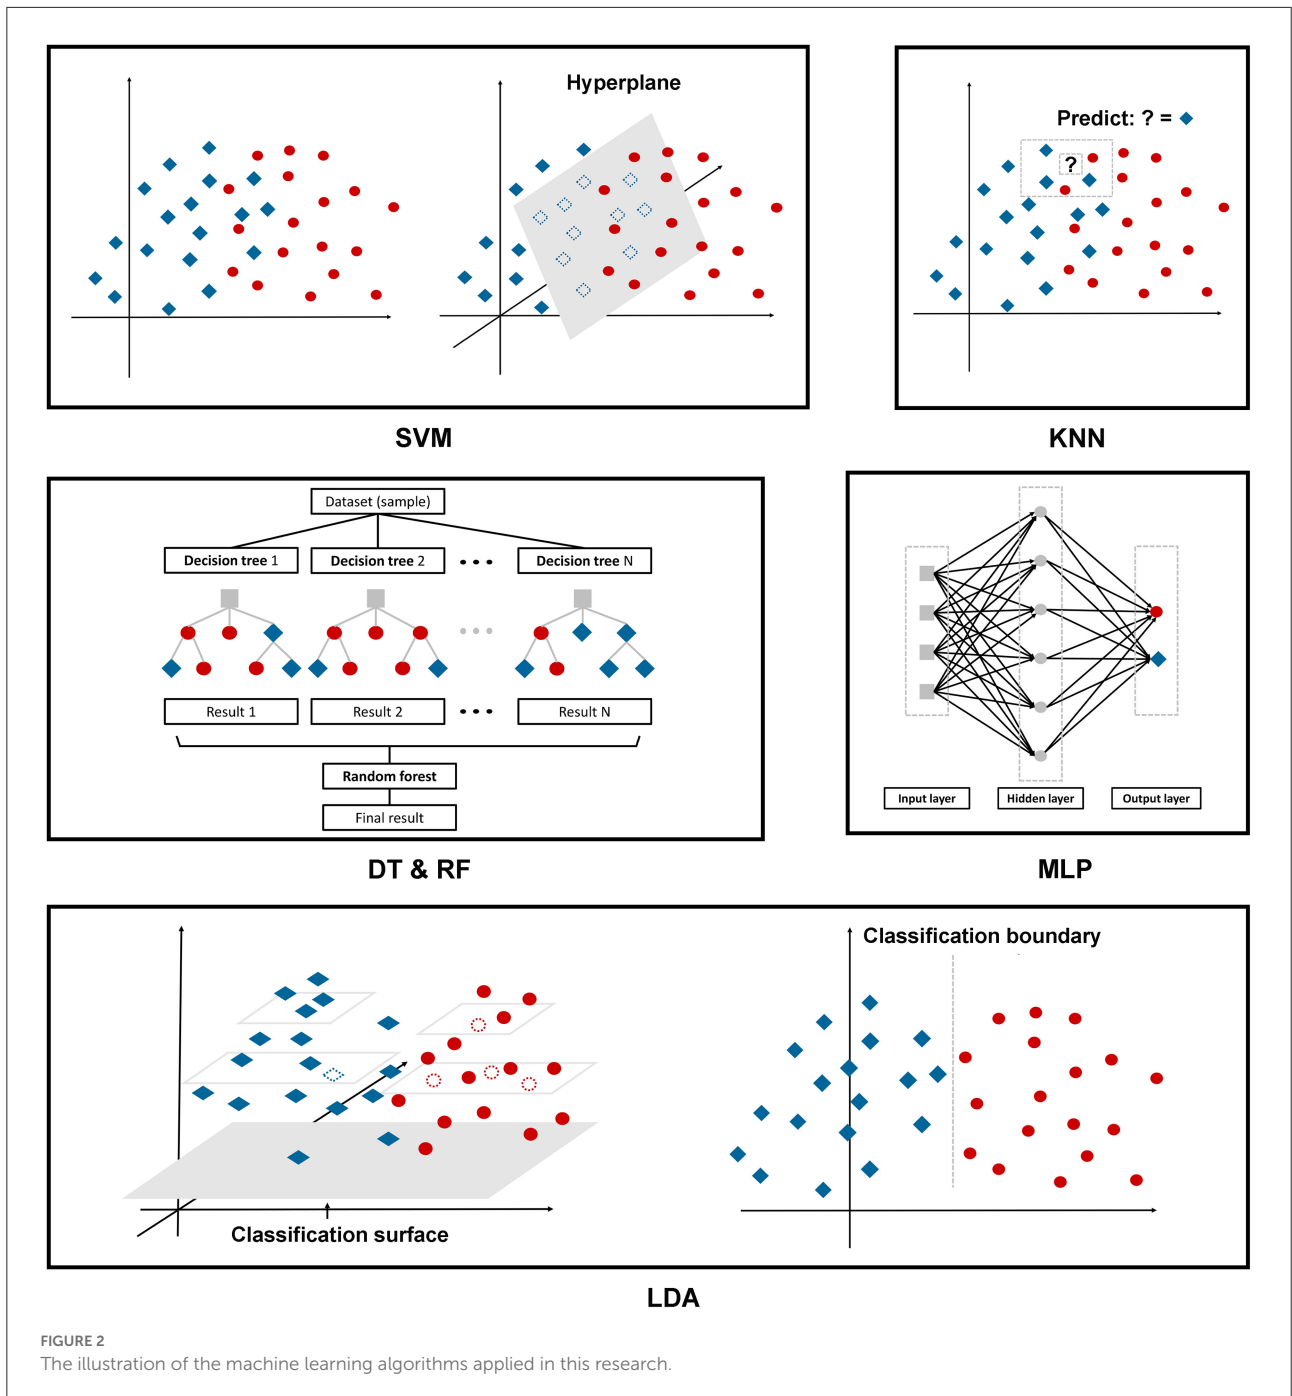 Hyperplane
SVM
Predict: ? =
?
KNN
Dataset (sample)
Decision tree 1
Decision tree 2
...
Decision tree N
...
Result 1
Result 2
...
Result N
Random forest
Final result
DT & RF
Input layer
Hidden layer
Output layer
MLP
Classification surface
Classification boundary
LDA
FIGURE 2
The illustration of the machine learning algorithms applied in this research.